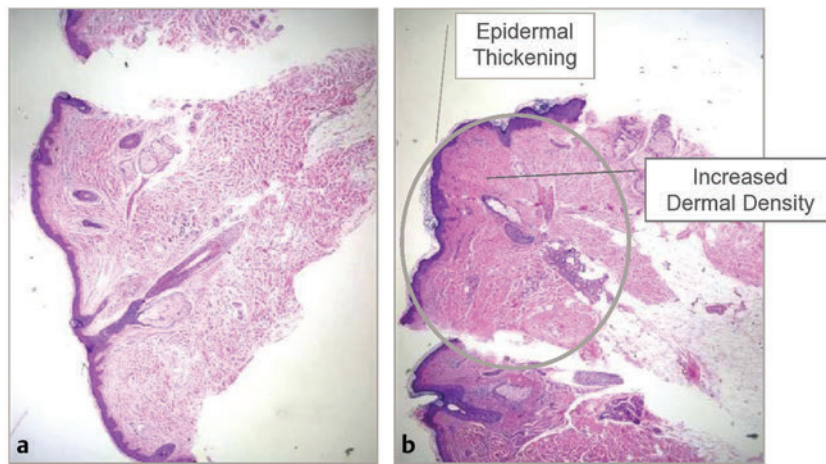 Epidermal
Thickening
Increased
Dermal Density
a
b